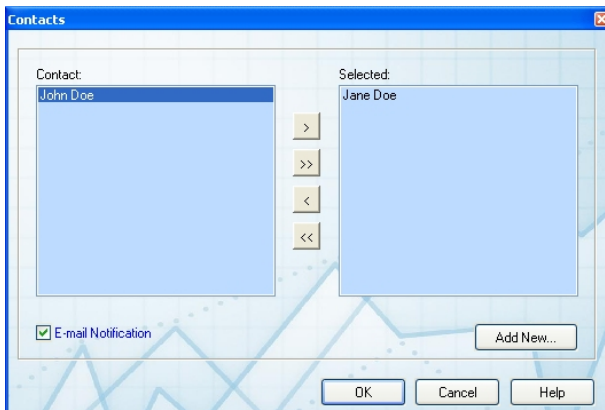 Contacts
Contact:
Selected:
John Doe
Jane Doe
>
>>
<
<<
E-mail Notification
Add New...
OK
Cancel
Help